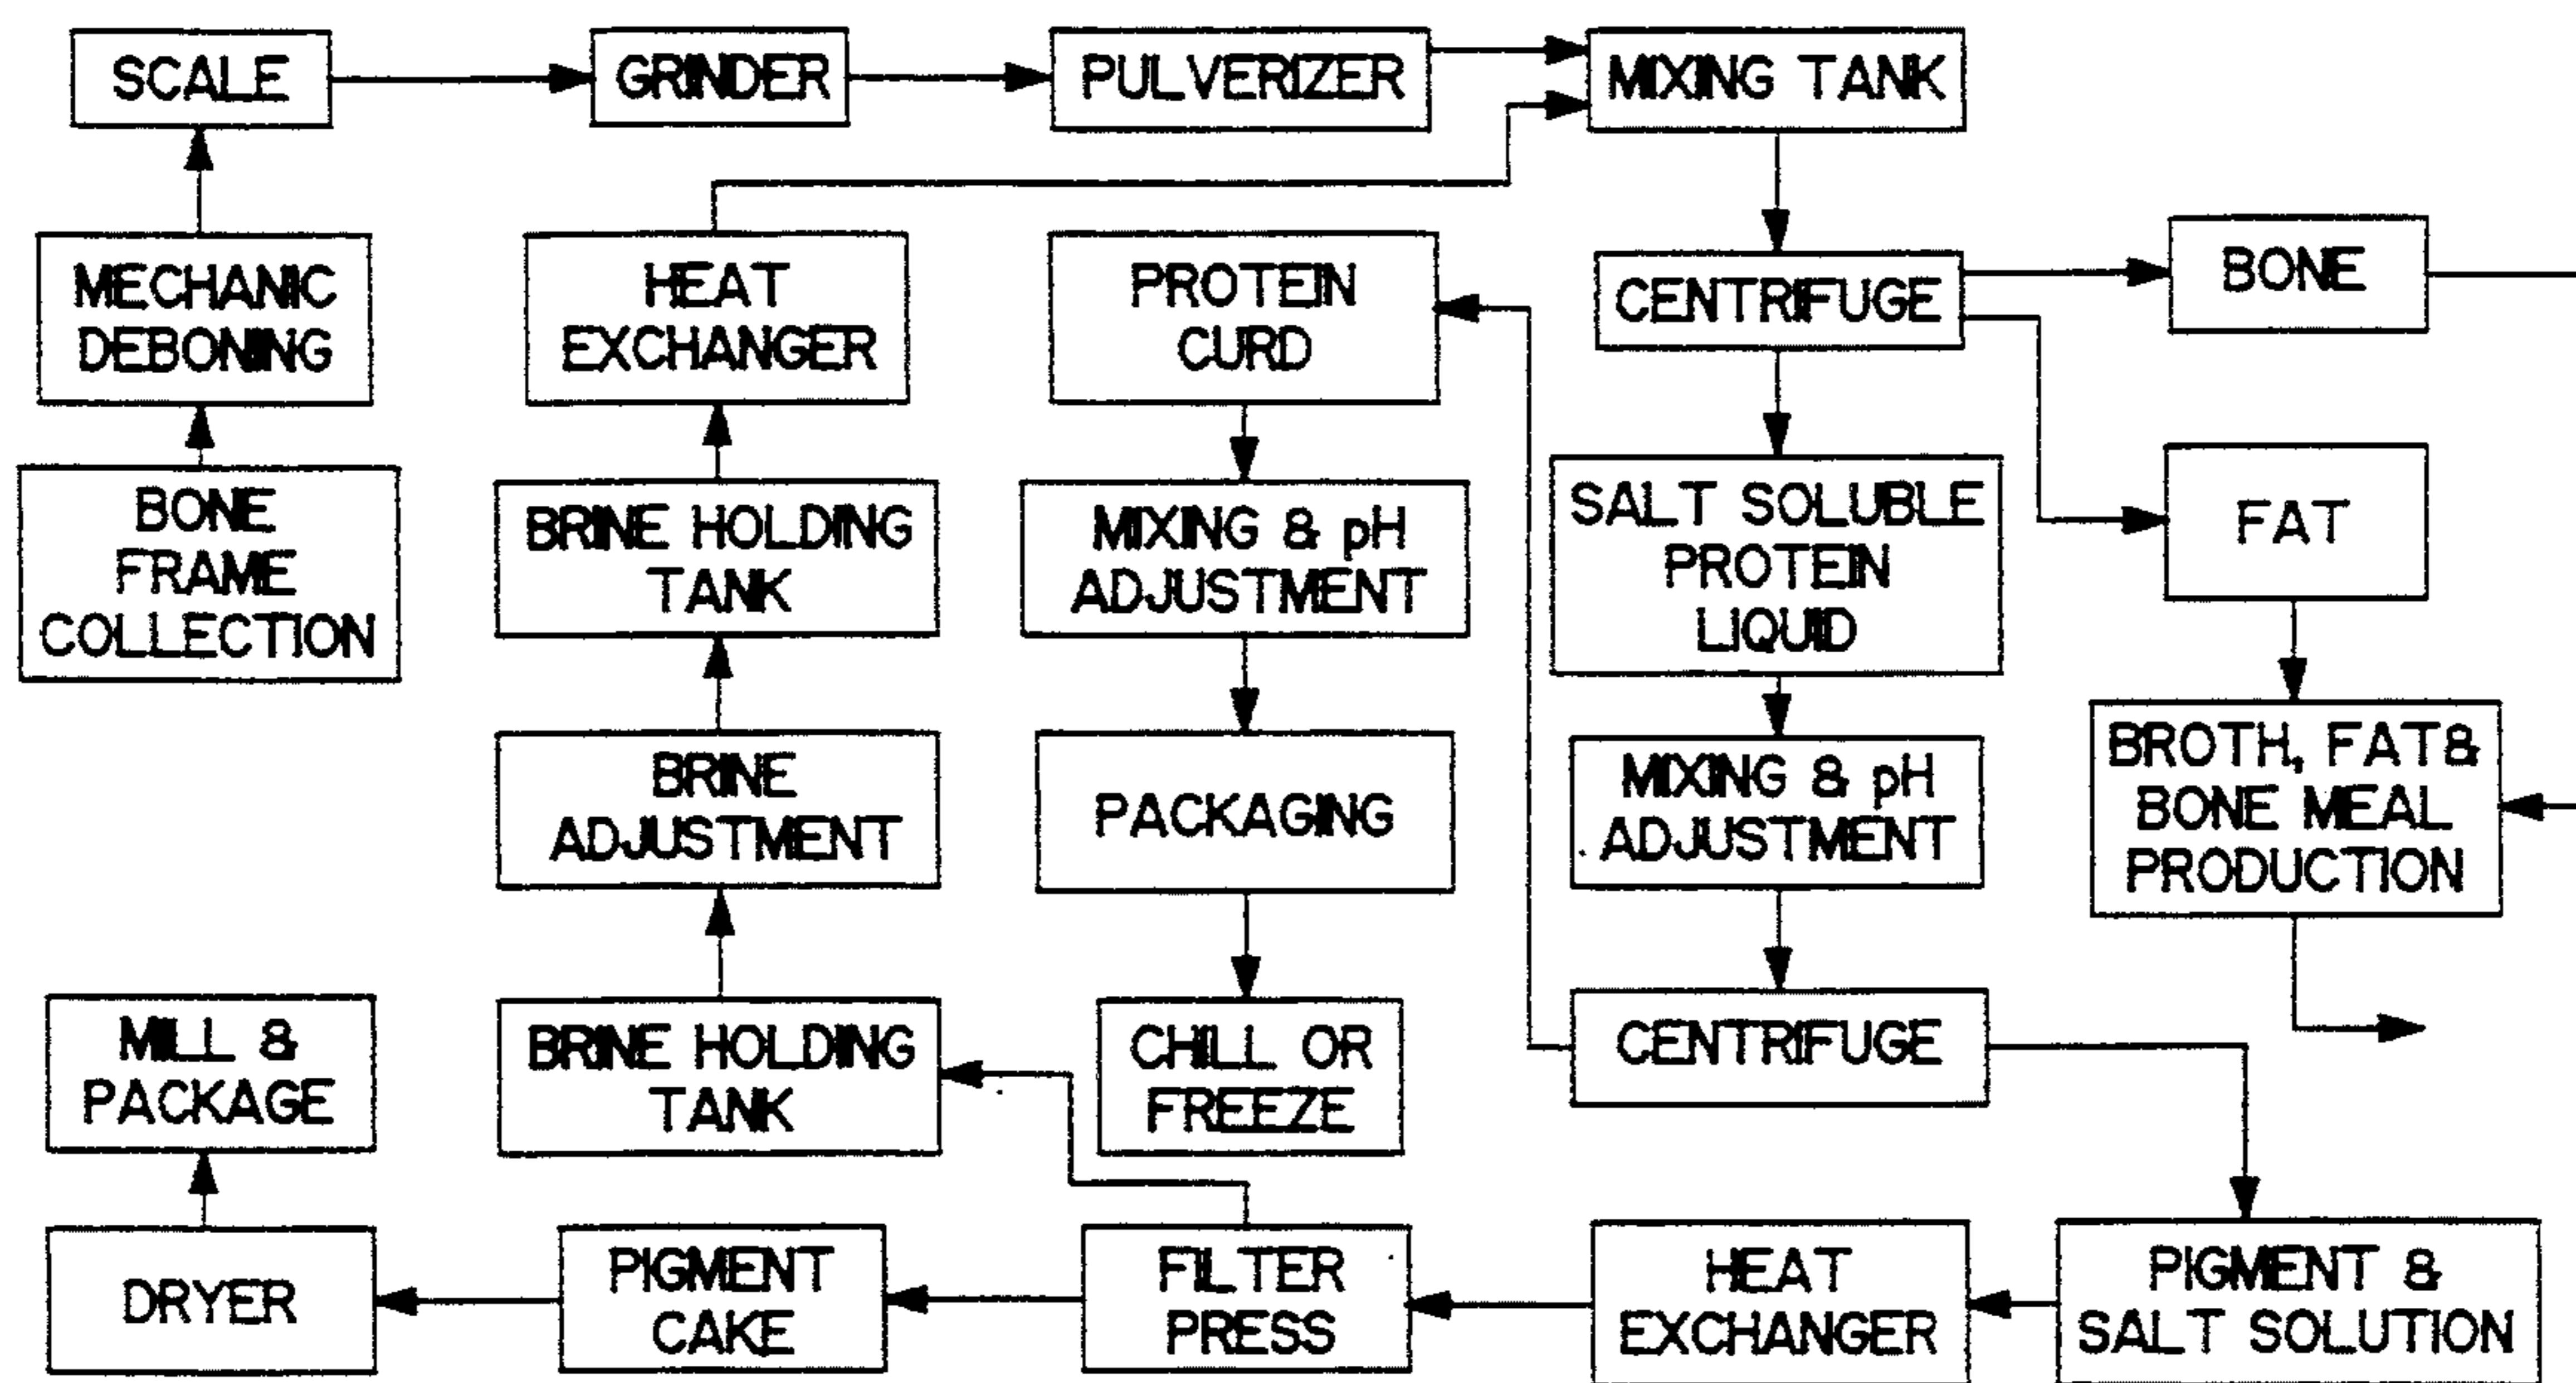 SCALE
GRINDER
PULVERIZER
MIXING TANK
MECHANIC
DEBONING
HEAT
EXCHANGER
PROTEIN
CURD
CENTRIFUGE
BONE
BONE
FRAME
COLLECTION
BRINE HOLDING
TANK
MIXING & pH
ADJUSTMENT
SALT SOLUBLE
PROTEIN
LIQUID
FAT
BRINE
ADJUSTMENT
PACKAGING
MIXING & pH
ADJUSTMENT
BROTH, FAT&
BONE MEAL
PRODUCTION
MILL &
PACKAGE
BRINE HOLDING
TANK
CHILL OR
FREEZE
CENTRIFUGE
DRYER
PIGMENT
CAKE
FILTER
PRESS
HEAT
EXCHANGER
PIGMENT &
SALT SOLUTION